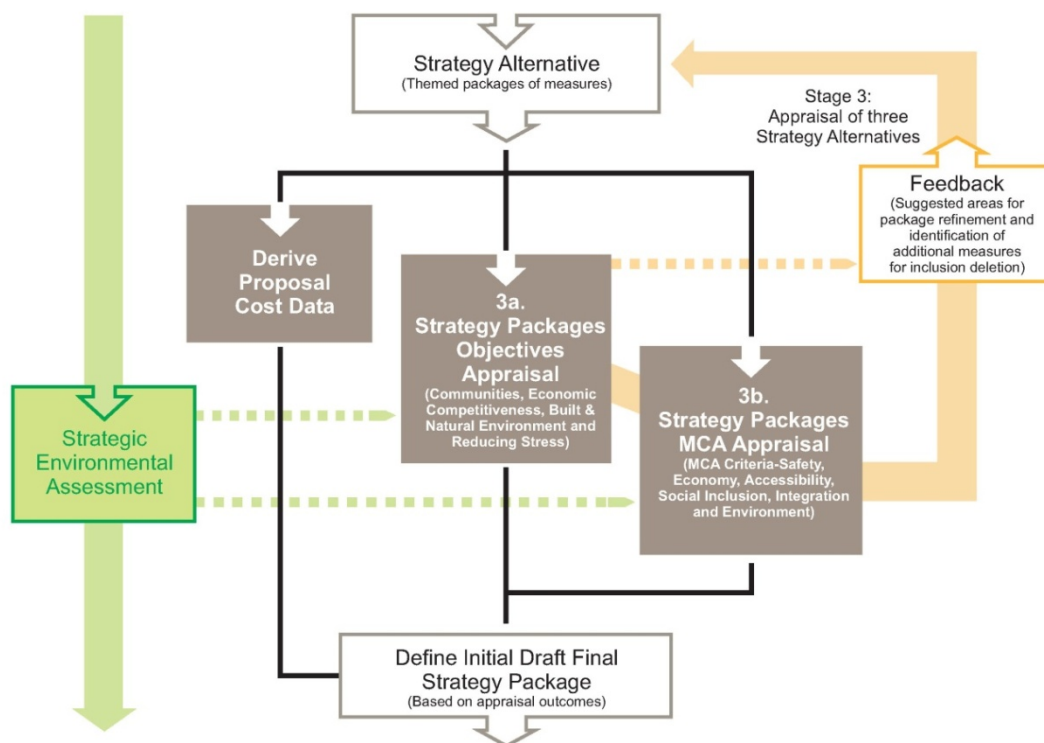 Strategy Alternative
(Themed packages of measures)
Stage 3:
Appraisal of three
Strategy Alternatives
Feedback
(Suggested areas for
package refinement and
identification of
additional measures
for inclusion deletion)
Derive
Proposal
Cost Data
3a.
Strategy Packages
Objectives
Appraisal
(Communities, Economic
Competitiveness, Built &
Natural Environment and
Reducing Stress)
3b.
Strategy Packages
MCA Appraisal
(MCA Criteria-Safety,
Economy, Accessibility,
Social Inclusion, Integration
and Environment)
Strategic
Environmental
Assessment
Define Initial Draft Final
Strategy Package
(Based on appraisal outcomes)